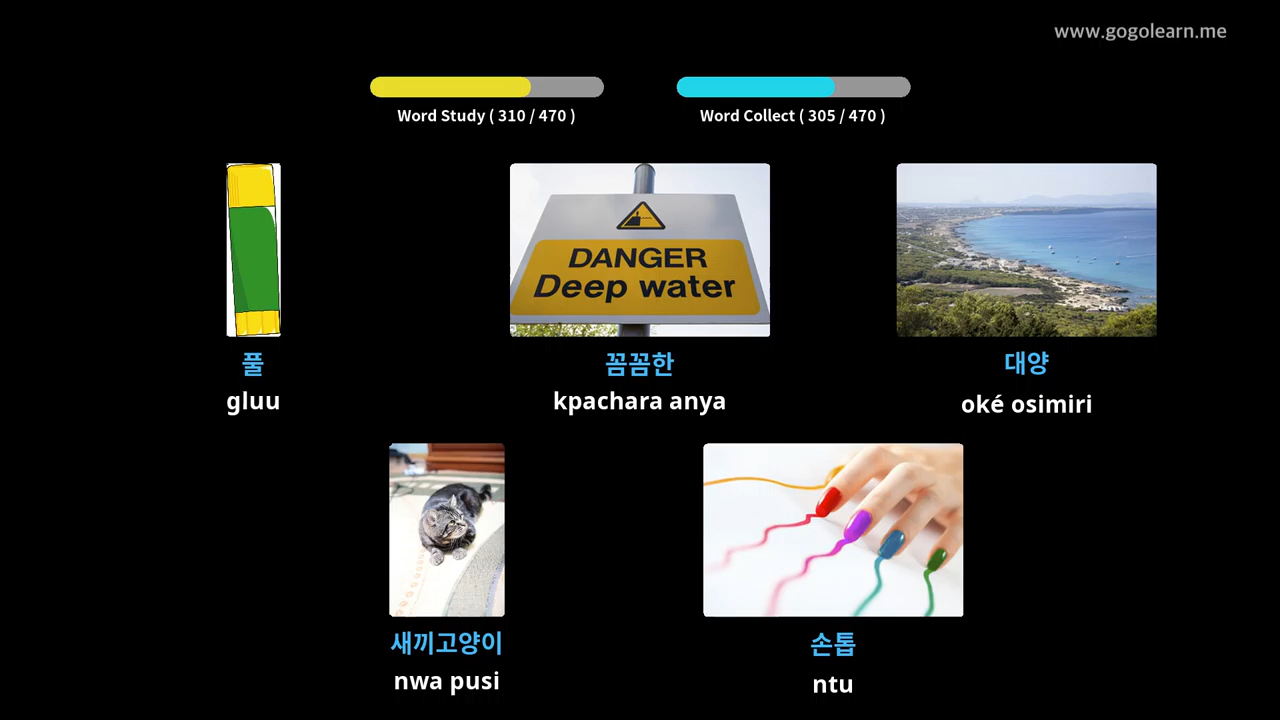 www.gogolearn.me
Word Study ( 310 / 470 )
Word Collect ( 305 / 470 )
DANGER
Deep water
풀
gluu
꼼꼼한
kpachara anya
대양
oké osimiri
새끼고양이
nwa pusi
손톱
ntu